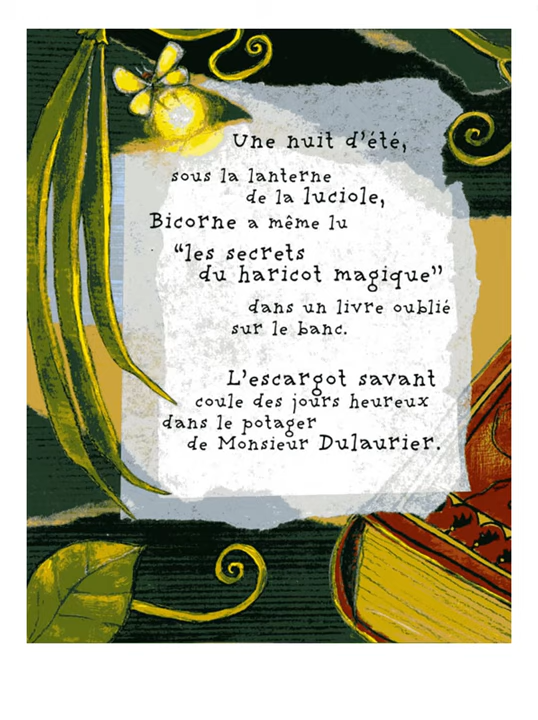 Une nuit d'été,
sous la lanterne
de la luciole,
Bicorne a même lu
“les secrets
du haricot magique”
dans un livre oublié
sur le banc.
L'escargot savant
coule des jours heureux
dans le potager
de Monsieur Dulaurier.